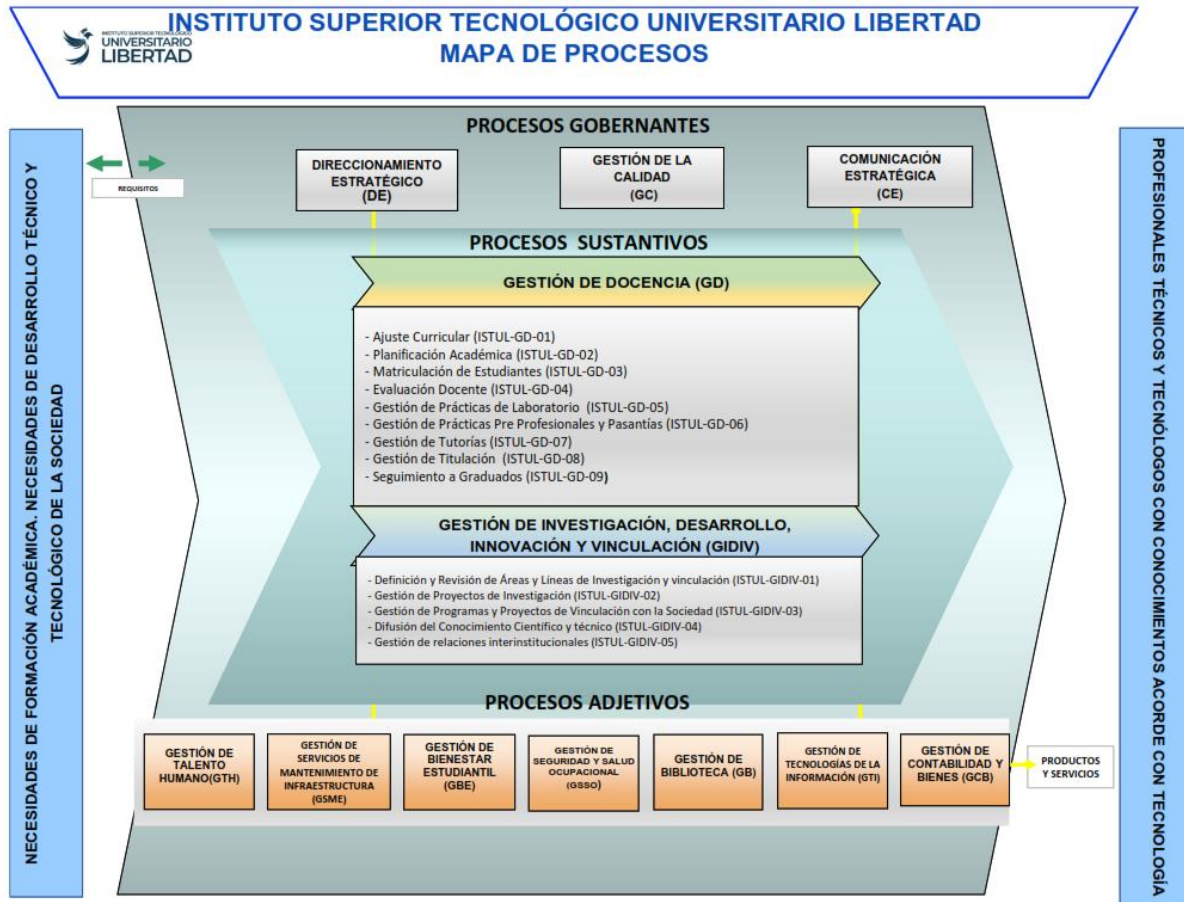 INSTITUTO SUPERIOR TECNOLÓGICO UNIVERSITARIO LIBERTAD
MAPA DE PROCESOS
INSTITUTO SUPERIOR TECNOLÓGICO
UNIVERSITARIO
LIBERTAD
NECESIDADES DE FORMACIÓN ACADÉMICA. NECESIDADES DE DESARROLLO TÉCNICO Y
TECNOLÓGICO DE LA SOCIEDAD
REQUISITOS
PROCESOS GOBERNANTES
DIRECCIONAMIENTO
ESTRATÉGICO
(DE)
GESTIÓN DE LA
CALIDAD
(GC)
COMUNICACIÓN
ESTRATÉGICA
(CE)
PROCESOS SUSTANTIVOS
GESTIÓN DE DOCENCIA (GD)
- Ajuste Curricular (ISTUL-GD-01)
- Planificación Académica (ISTUL-GD-02)
- Matriculación de Estudiantes (ISTUL-GD-03)
- Evaluación Docente (ISTUL-GD-04)
- Gestión de Prácticas de Laboratorio (ISTUL-GD-05)
- Gestión de Prácticas Pre Profesionales y Pasantías (ISTUL-GD-06)
- Gestión de Tutorías (ISTUL-GD-07)
- Gestión de Titulación (ISTUL-GD-08)
- Seguimiento a Graduados (ISTUL-GD-09)
GESTIÓN DE INVESTIGACIÓN, DESARROLLO,
INNOVACIÓN Y VINCULACIÓN (GIDIV)
- Definición y Revisión de Áreas y Líneas de Investigación y vinculación (ISTUL-GIDIV-01)
- Gestión de Proyectos de Investigación (ISTUL-GIDIV-02)
- Gestión de Programas y Proyectos de Vinculación con la Sociedad (ISTUL-GIDIV-03)
- Difusión del Conocimiento Científico y técnico (ISTUL-GIDIV-04)
- Gestión de relaciones interinstitucionales (ISTUL-GIDIV-05)
PROCESOS ADJETIVOS
GESTIÓN DE
TALENTO
HUMANO(GTH)
GESTIÓN DE
SERVICIOS DE
MANTENIMIENTO DE
INFRAESTRUCTURA
(GSME)
GESTIÓN DE
BIENESTAR
ESTUDIANTIL
(GBE)
GESTIÓN DE
SEGURIDAD Y SALUD
OCUPACIONAL
(GSSO)
GESTIÓN DE
BIBLIOTECA (GB)
GESTIÓN DE
TECNOLOGÍAS DE LA
INFORMACIÓN (GTI)
GESTIÓN DE
CONTABILIDAD Y
BIENES (GCB)
PRODUCTOS
Y SERVICIOS
PROFESIONALES TÉCNICOS Y TECNÓLOGOS CON CONOCIMIENTOS ACORDE CON TECNOLOGÍA